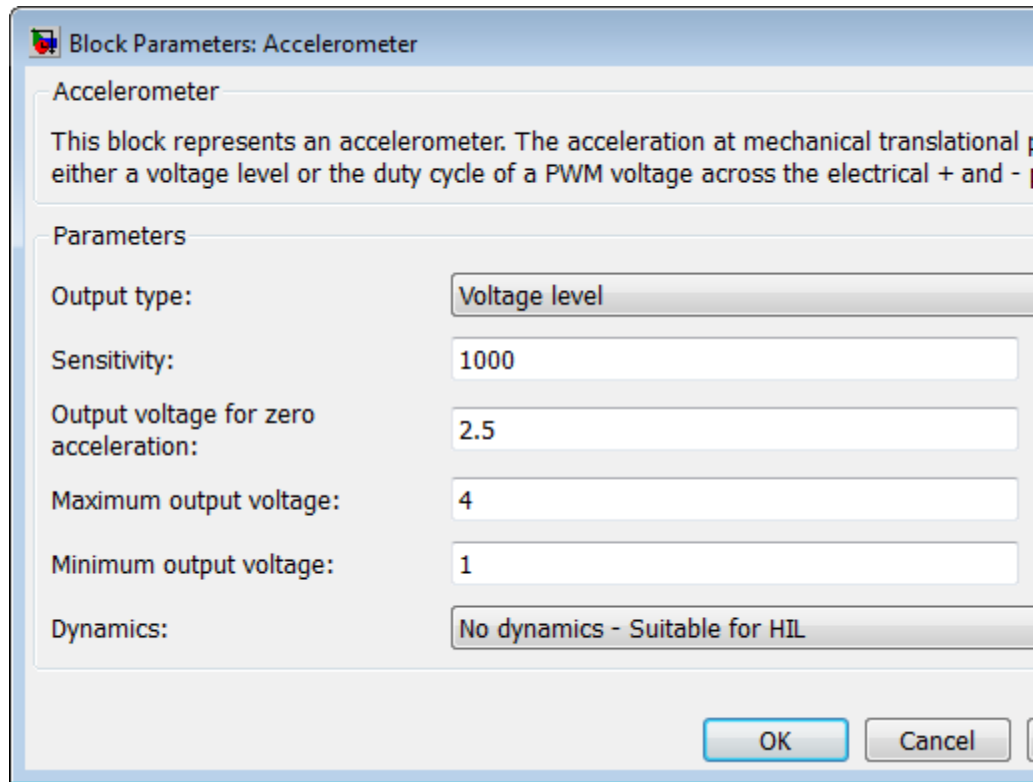 Block Parameters: Accelerometer
Accelerometer
This block represents an accelerometer. The acceleration at mechanical translational
either a voltage level or the duty cycle of a PWM voltage across the electrical + and -
Parameters
Output type:
Voltage level
Sensitivity:
1000
Output voltage for zero
acceleration:
2.5
Maximum output voltage:
4
Minimum output voltage:
1
Dynamics:
No dynamics - Suitable for HIL
OK
Cancel